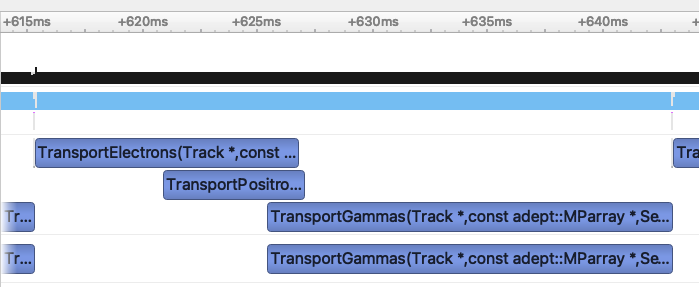 +615ms +620ms +625ms +630ms +635ms +640ms
TransportElectrons(Track *,const ... Tra
TransportPositro...
Tr... TransportGammas(Track *,const adept::MParray *,Se...
Tr... TransportGammas(Track *,const adept::MParray *,Se...